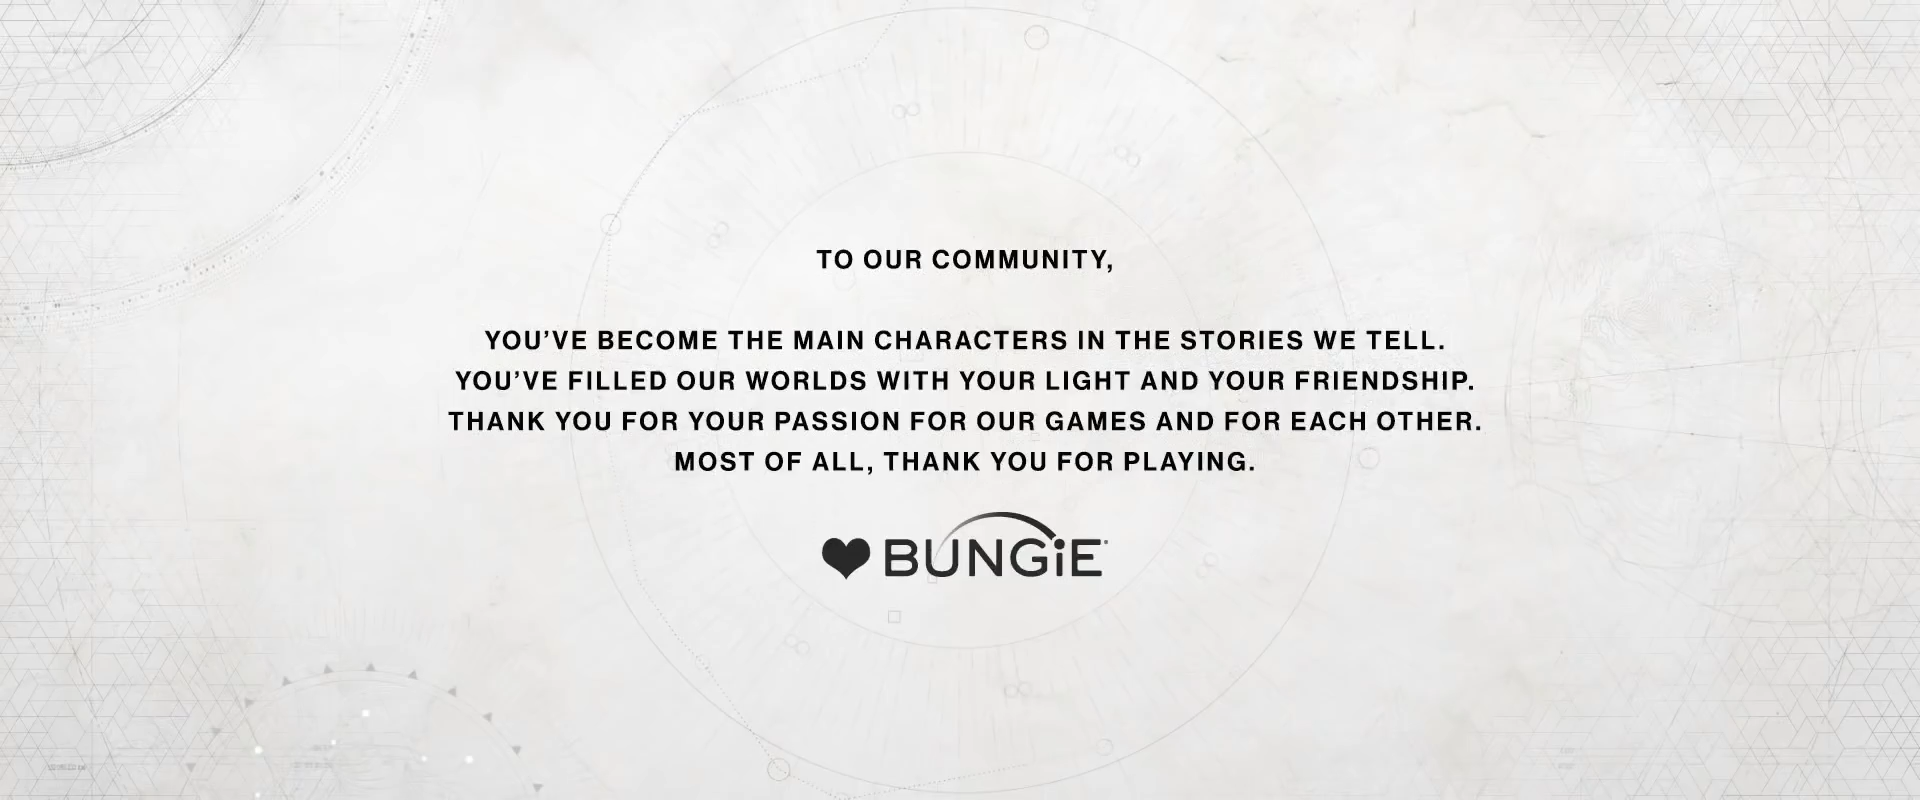 TO OUR COMMUNITY,
YOU’VE BECOME THE MAIN CHARACTERS IN THE STORIES WE TELL.
YOU’VE FILLED OUR WORLDS WITH YOUR LIGHT AND YOUR FRIENDSHIP.
THANK YOU FOR YOUR PASSION FOR OUR GAMES AND FOR EACH OTHER.
MOST OF ALL, THANK YOU FOR PLAYING.
BUNGiE